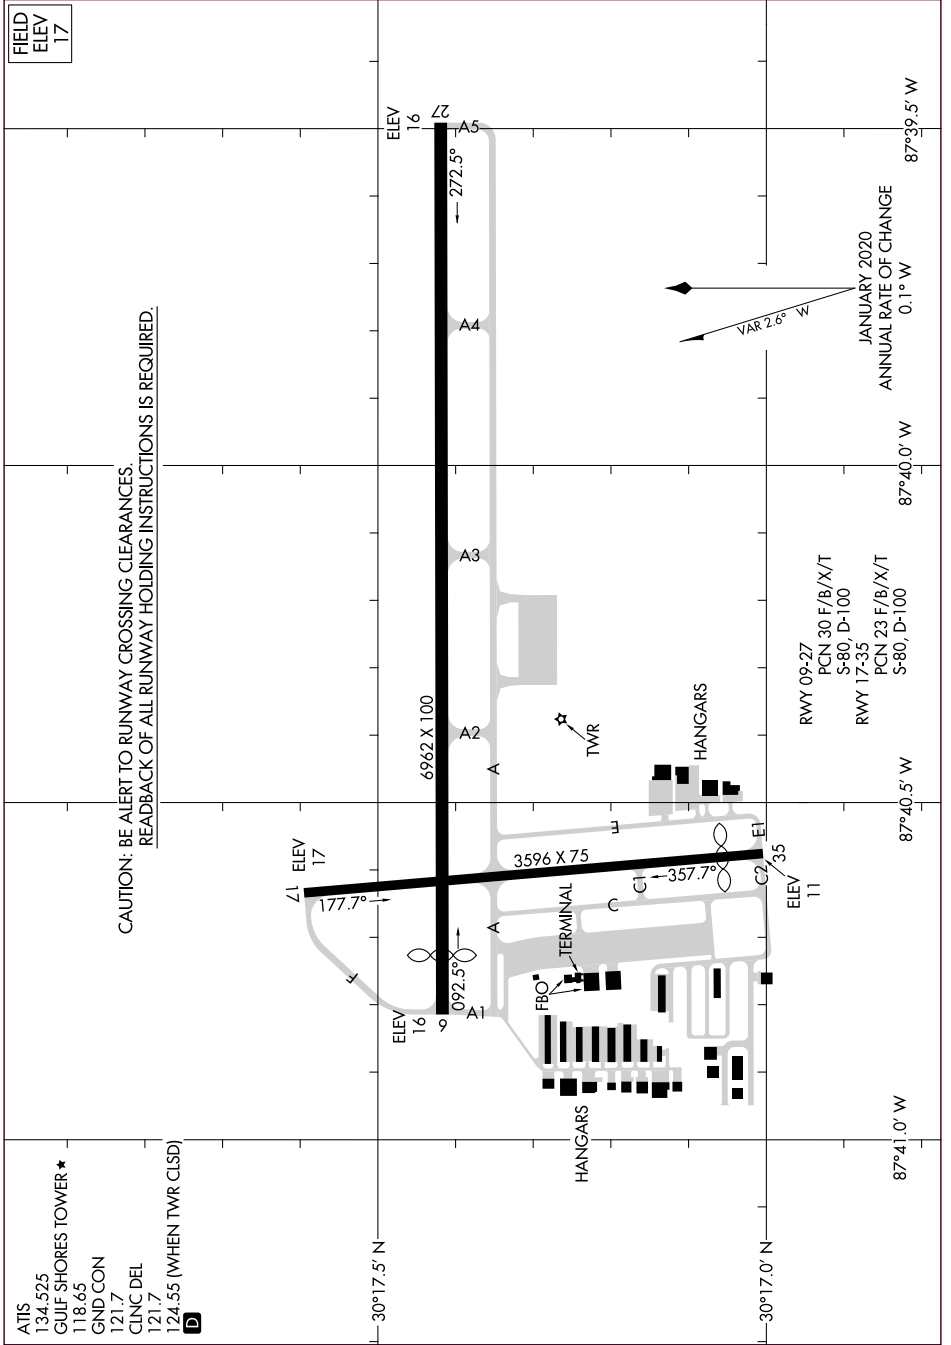 FIELD
ELEV
17
ATIS
134.525
GULF SHORES TOWER★
118.65
GND CON
121.7
CLNC DEL
121.7
124.55 (WHEN TWR CLSD)
D
CAUTION: BE ALERT TO RUNWAY CROSSING CLEARANCES.
READBACK OF ALL RUNWAY HOLDING INSTRUCTIONS IS REQUIRED.
30°17.5' N
30°17.0' N
87°41.0' W
87°40.5' W
87°40.0' W
87°39.5' W
ELEV
17
17
177.7°
F
ELEV
16
9
092.5°
A1
A
A
A2
A3
A4
A5
6962 X 100
272.5°
27
ELEV
16
3596 X 75
357.7°
C
C1
C2
E
E1
35
ELEV
11
TERMINAL
FBO
HANGARS
HANGARS
TWR
RWY 09-27
PCN 30 F/B/X/T
S-80, D-100
RWY 17-35
PCN 23 F/B/X/T
S-80, D-100
VAR 2.6° W
JANUARY 2020
ANNUAL RATE OF CHANGE
0.1° W